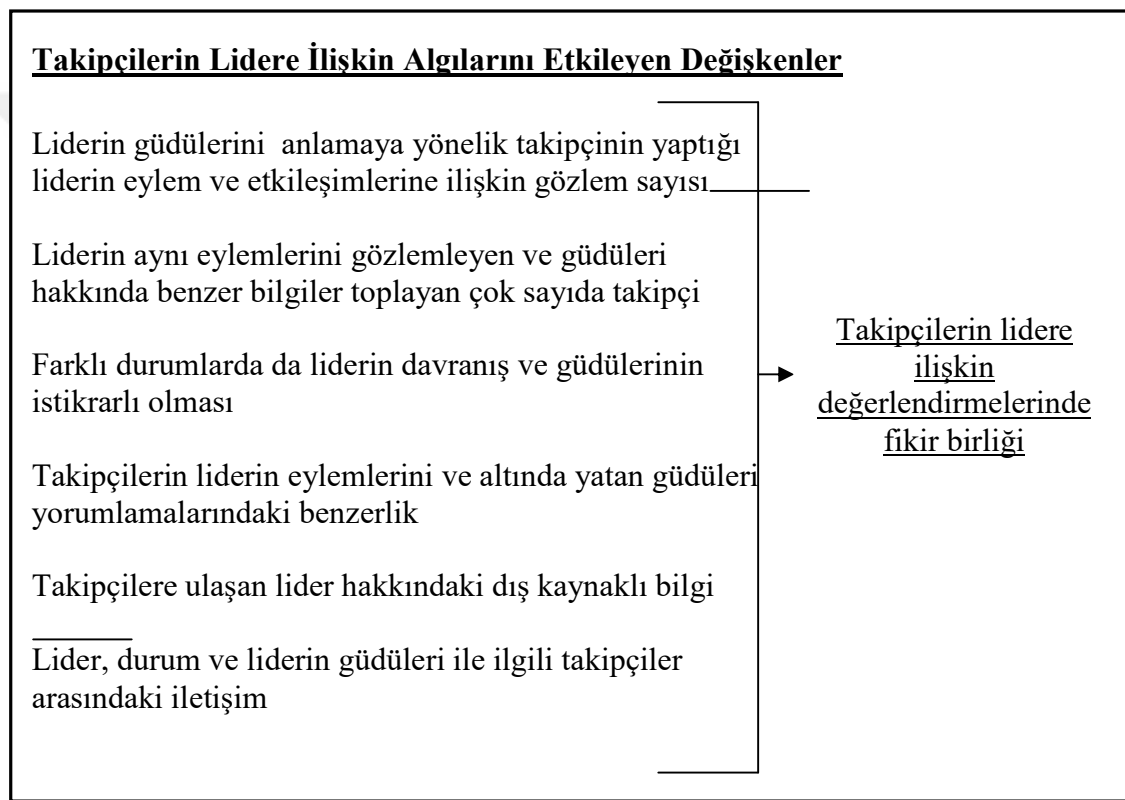 Takipçilerin Lidere İlişkin Algılarını Etkileyen Değişkenler
Liderin güdülerini anlamaya yönelik takipçinin yaptığı
liderin eylem ve etkileşimlerine ilişkin gözlem sayısı
Liderin aynı eylemlerini gözlemleyen ve güdüleri
hakkında benzer bilgiler toplayan çok sayıda takipçi
Farklı durumlarda da liderin davranış ve güdülerinin
istikrarlı olması
Takipçilerin liderin eylemlerini ve altında yatan güdüleri
yorumlamalarındaki benzerlik
Takipçilere ulaşan lider hakkındaki dış kaynaklı bilgi
Lider, durum ve liderin güdüleri ile ilgili takipçiler
arasındaki iletişim
Takipçilerin lidere
ilişkin
değerlendirmelerinde
fikir birliği